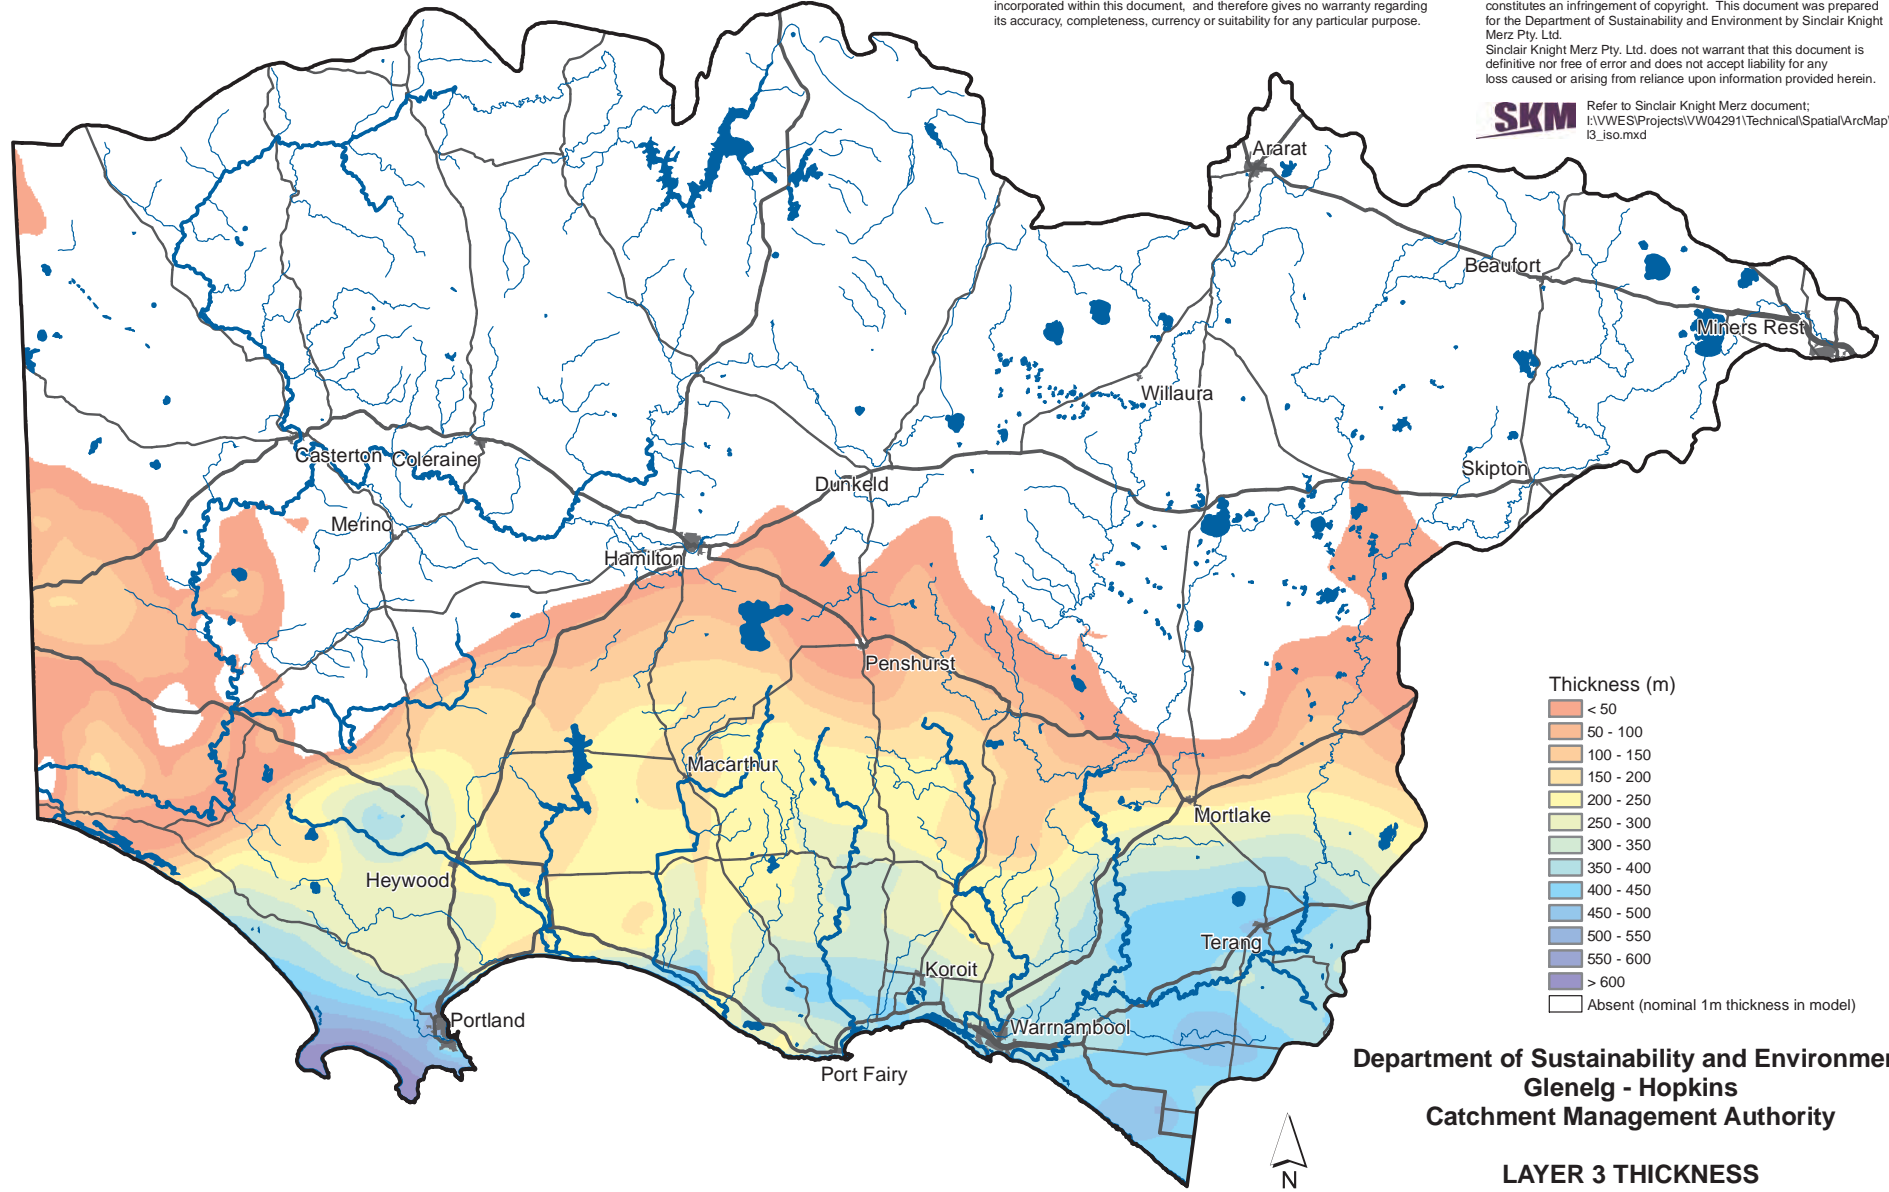 incorporated within this document, and therefore gives no warranty regarding
its accuracy, completeness, currency or suitability for any particular purpose.
constitutes an infringement of copyright. This document was prepared
for the Department of Sustainability and Environment by Sinclair Knight
Merz Pty. Ltd.
Sinclair Knight Merz Pty. Ltd. does not warrant that this document is
definitive nor free of error and does not accept liability for any
loss caused or arising from reliance upon information provided herein.
SKM
Refer to Sinclair Knight Merz document;
I:\VWES\Projects\VW04291\Technical\Spatial\ArcMap\
l3_iso.mxd
Ararat
Beaufort
Miners Rest
Willaura
Casterton
Coleraine
Skipton
Dunkeld
Merino
Hamilton
Penshurst
Macarthur
Mortlake
Heywood
Terang
Koroit
Portland
Warrnambool
Port Fairy
Thickness (m)
< 50
50 - 100
100 - 150
150 - 200
200 - 250
250 - 300
300 - 350
350 - 400
400 - 450
450 - 500
500 - 550
550 - 600
> 600
Absent (nominal 1m thickness in model)
Department of Sustainability and Environme
Glenelg - Hopkins
Catchment Management Authority
N
LAYER 3 THICKNESS